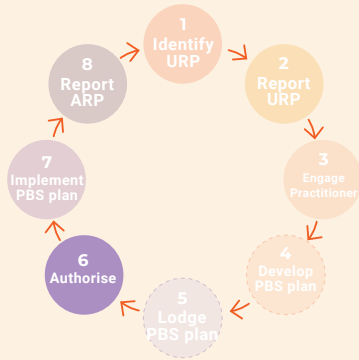 1
Identify
URP
2
Report
URP
3
Engage
Practitioner
4
Develop
PBS plan
5
Lodge
PBS plan
6
Authorise
7
Implement
PBS plan
8
Report
ARP